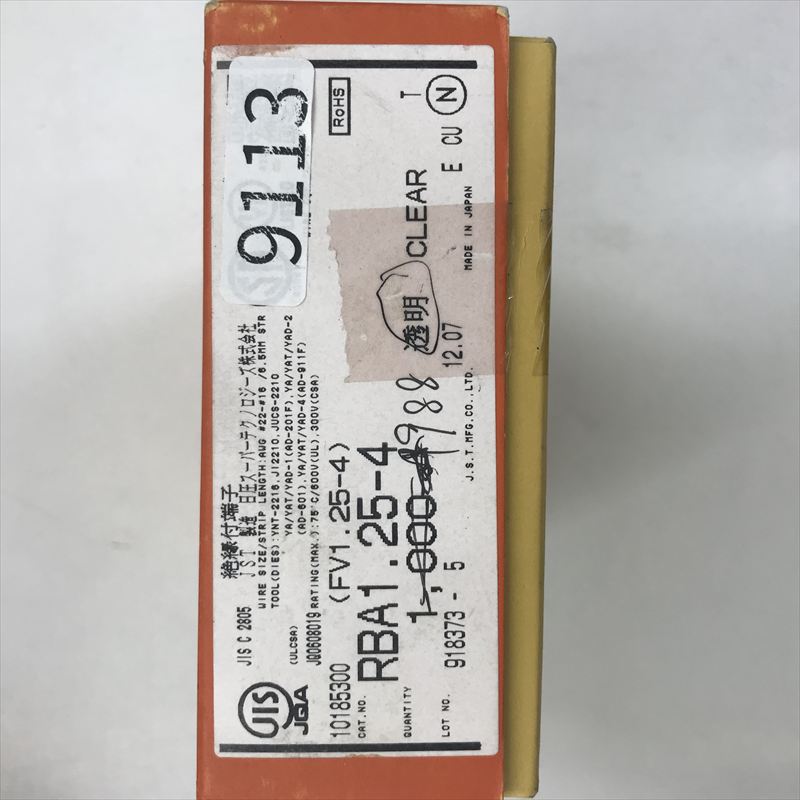 9113
RoHS
JIS
JQA
JIS C 2805 絶縁付端子
JST 製造 日圧スーパーテクノロジーズ株式会社
WIRE SIZE/STRIP LENGTH:AWG #22-#16 /6.5MM STR
TOOL(DIES):YNT-2216,J12210,JUCS-2210
YA/YAT/YAD-1(AD-201F),YA/YAT/YAD-2
(AD-601),YA/YAT/YAD-4(AD-911F)
(ULCSA)
JQ0608019 RATING(MAX.):75℃/600V(UL),300V(CSA)
10185300 (FV1.25-4)
CAT.NO. RBA1.25-4 透明 CLEAR T N
QUANTITY 1,000 988
LOT NO. 918373 - 5 12.07 E CU
J.S.T.MFG.CO.,LTD. MADE IN JAPAN